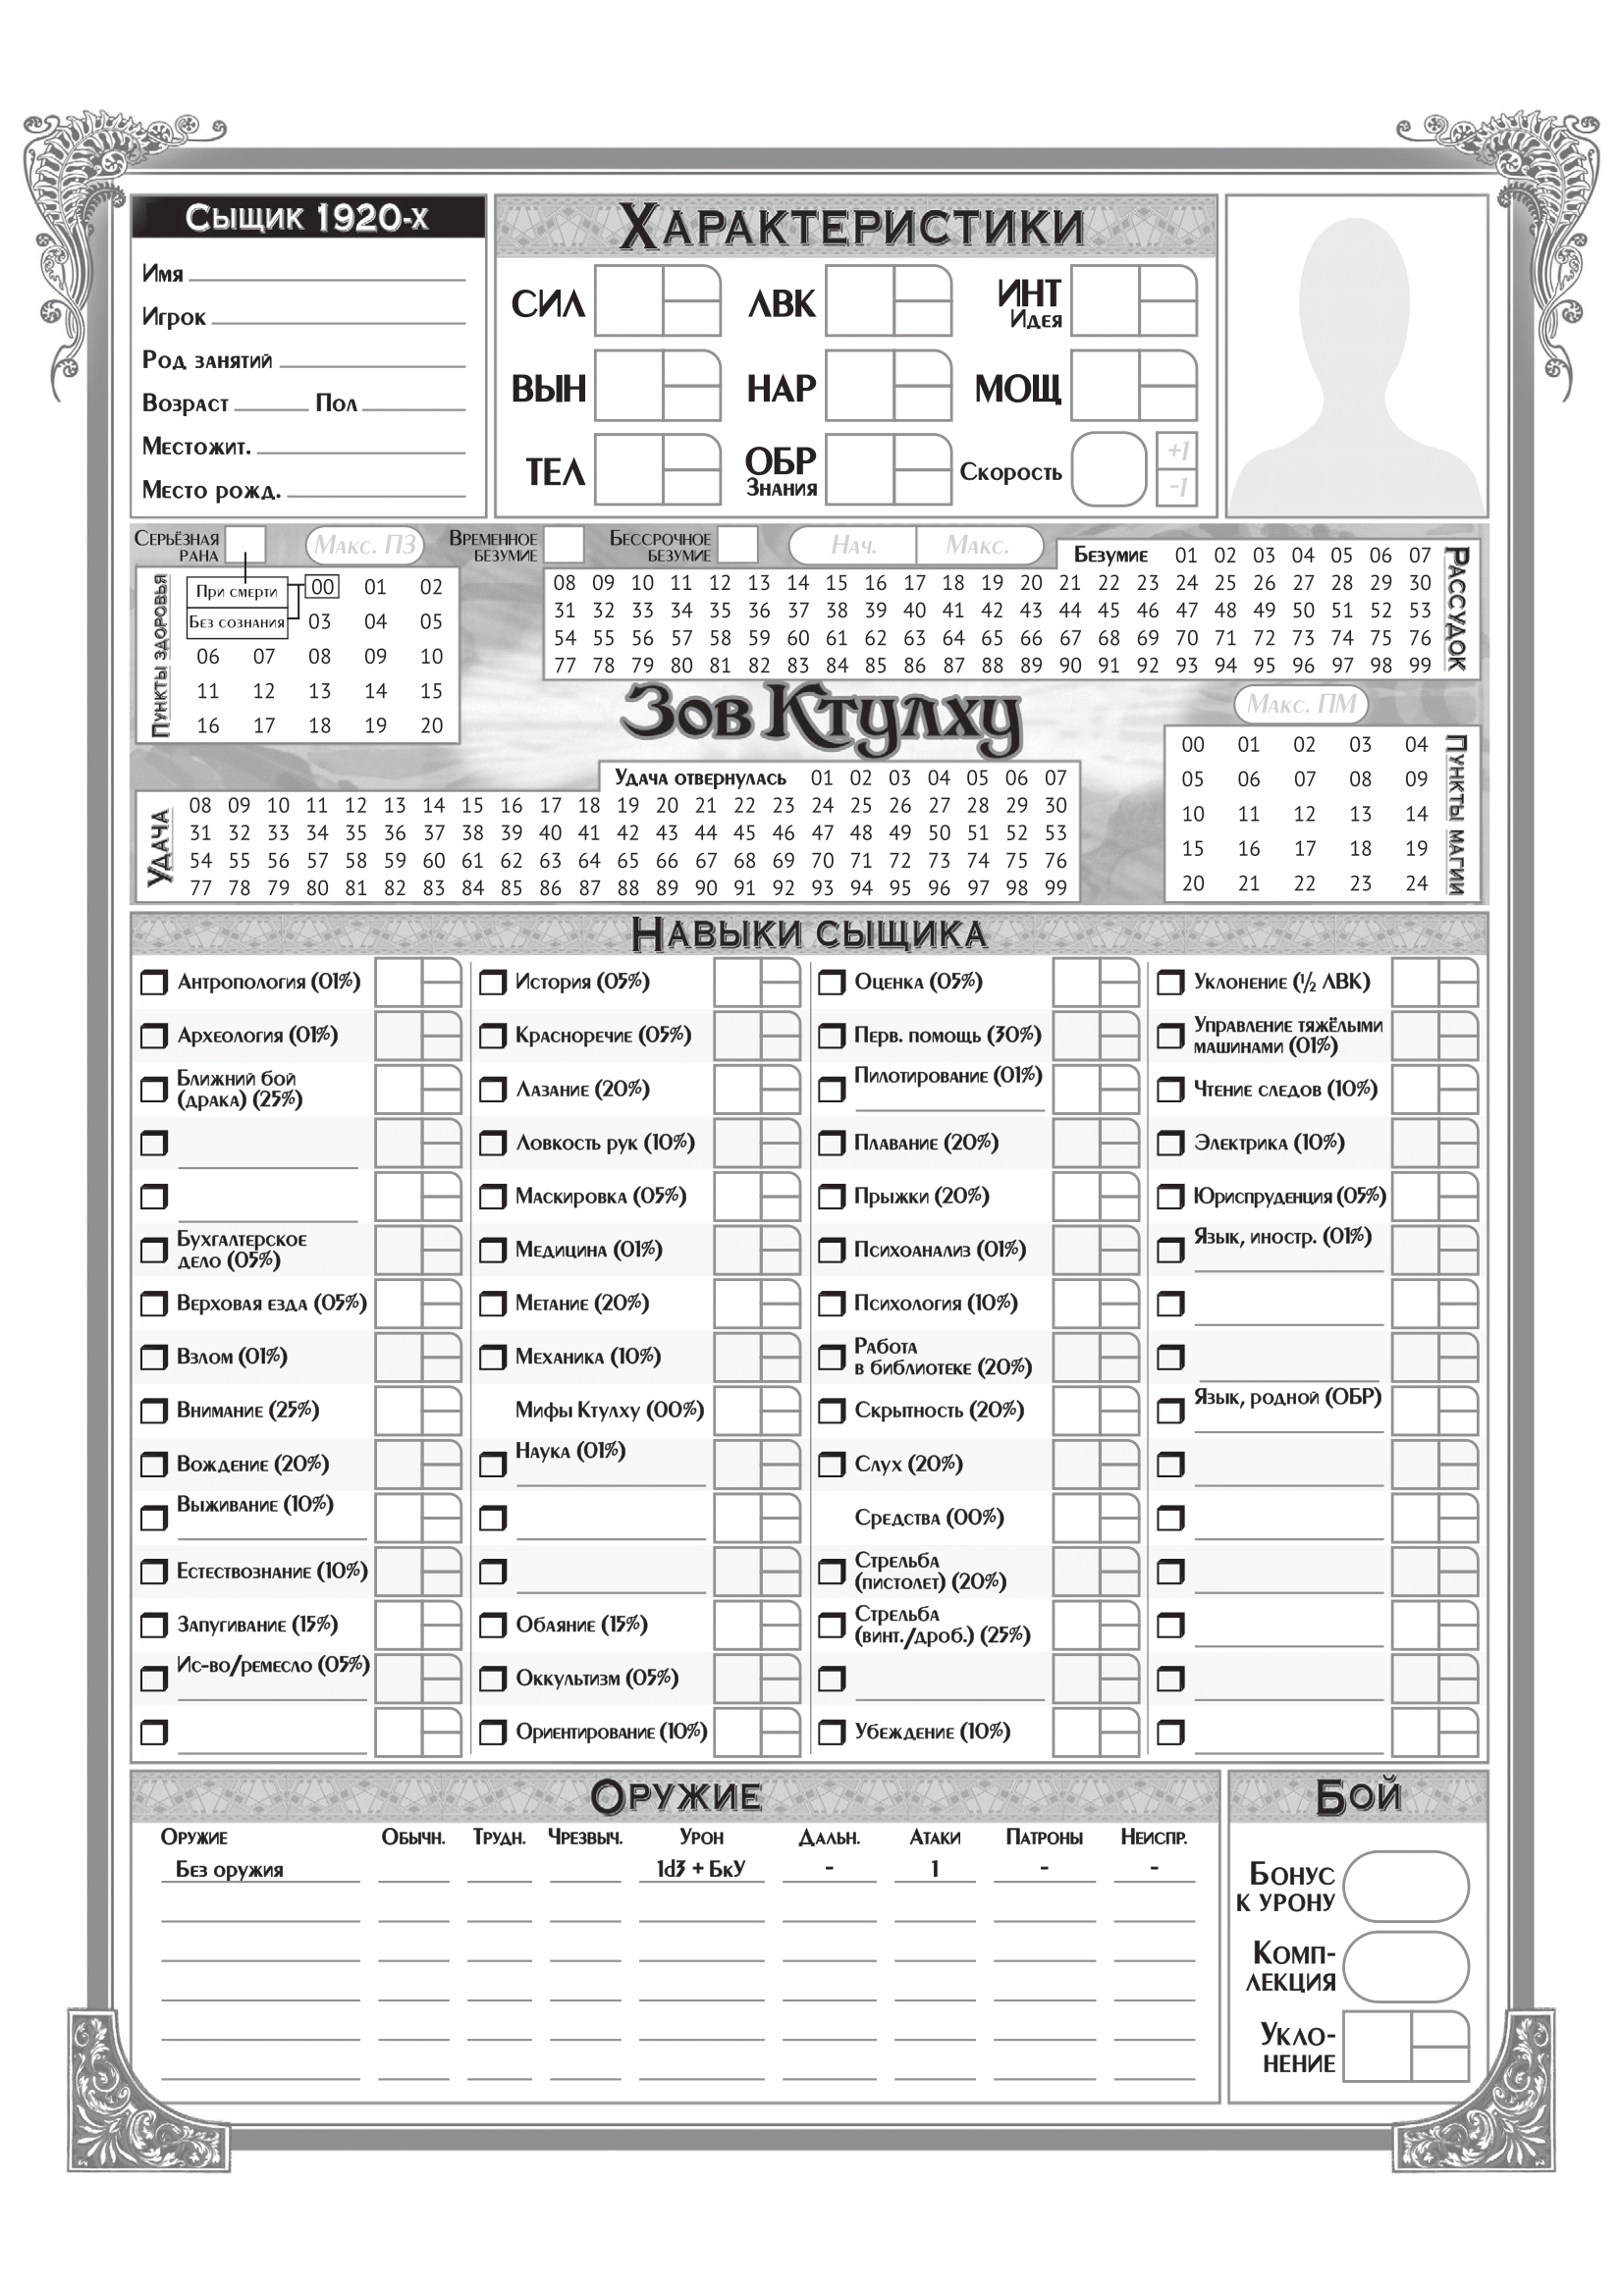 Сыщик 1920-х
Имя
Игрок
Род занятий
Возраст Пол
Местожит.
Место рожд.
Характеристики
СИЛ ЛВК ИНТ
Идея
ВЫН НАР МОЩ
ТЕЛ ОБР
Знания
Скорость +1
-1
Серьёзная
рана
Макс. ПЗ
Временное
безумие
Бессрочное
безумие
Нач. Макс.
Пункты здоровья
При смерти 00 01 02
Без сознания 03 04 05
06 07 08 09 10
11 12 13 14 15
16 17 18 19 20
Рассудок
Безумие 01 02 03 04 05 06 07
08 09 10 11 12 13 14 15 16 17 18 19 20 21 22 23 24 25 26 27 28 29 30
31 32 33 34 35 36 37 38 39 40 41 42 43 44 45 46 47 48 49 50 51 52 53
54 55 56 57 58 59 60 61 62 63 64 65 66 67 68 69 70 71 72 73 74 75 76
77 78 79 80 81 82 83 84 85 86 87 88 89 90 91 92 93 94 95 96 97 98 99
Зов Ктулху
Макс. ПМ
Удача
Удача отвернулась 01 02 03 04 05 06 07
08 09 10 11 12 13 14 15 16 17 18 19 20 21 22 23 24 25 26 27 28 29 30
31 32 33 34 35 36 37 38 39 40 41 42 43 44 45 46 47 48 49 50 51 52 53
54 55 56 57 58 59 60 61 62 63 64 65 66 67 68 69 70 71 72 73 74 75 76
77 78 79 80 81 82 83 84 85 86 87 88 89 90 91 92 93 94 95 96 97 98 99
Пункты магии
00 01 02 03 04
05 06 07 08 09
10 11 12 13 14
15 16 17 18 19
20 21 22 23 24
Навыки сыщика
Антропология (01%)
Археология (01%)
Ближний бой
(драка) (25%)
Бухгалтерское
дело (05%)
Верховая езда (05%)
Взлом (01%)
Внимание (25%)
Вождение (20%)
Выживание (10%)
Естествознание (10%)
Запугивание (15%)
Ис-во/ремесло (05%)
История (05%)
Красноречие (05%)
Лазание (20%)
Ловкость рук (10%)
Маскировка (05%)
Медицина (01%)
Метание (20%)
Механика (10%)
Мифы Ктулху (00%)
Наука (01%)
Обаяние (15%)
Оккультизм (05%)
Ориентирование (10%)
Оценка (05%)
Перв. помощь (30%)
Пилотирование (01%)
Плавание (20%)
Прыжки (20%)
Психоанализ (01%)
Психология (10%)
Работа
в библиотеке (20%)
Скрытность (20%)
Слух (20%)
Средства (00%)
Стрельба
(пистолет) (20%)
Стрельба
(винт./дроб.) (25%)
Убеждение (10%)
Уклонение (½ ЛВК)
Управление тяжёлыми
машинами (01%)
Чтение следов (10%)
Электрика (10%)
Юриспруденция (05%)
Язык, иностр. (01%)
Язык, родной (ОБР)
Оружие
Оружие Обычн. Трудн. Чрезвыч. Урон Дальн. Атаки Патроны Неиспр.
Без оружия 1d3 + БкУ - 1 - -
Бой
Бонус
к урону
Комп-
лекция
Укло-
нение